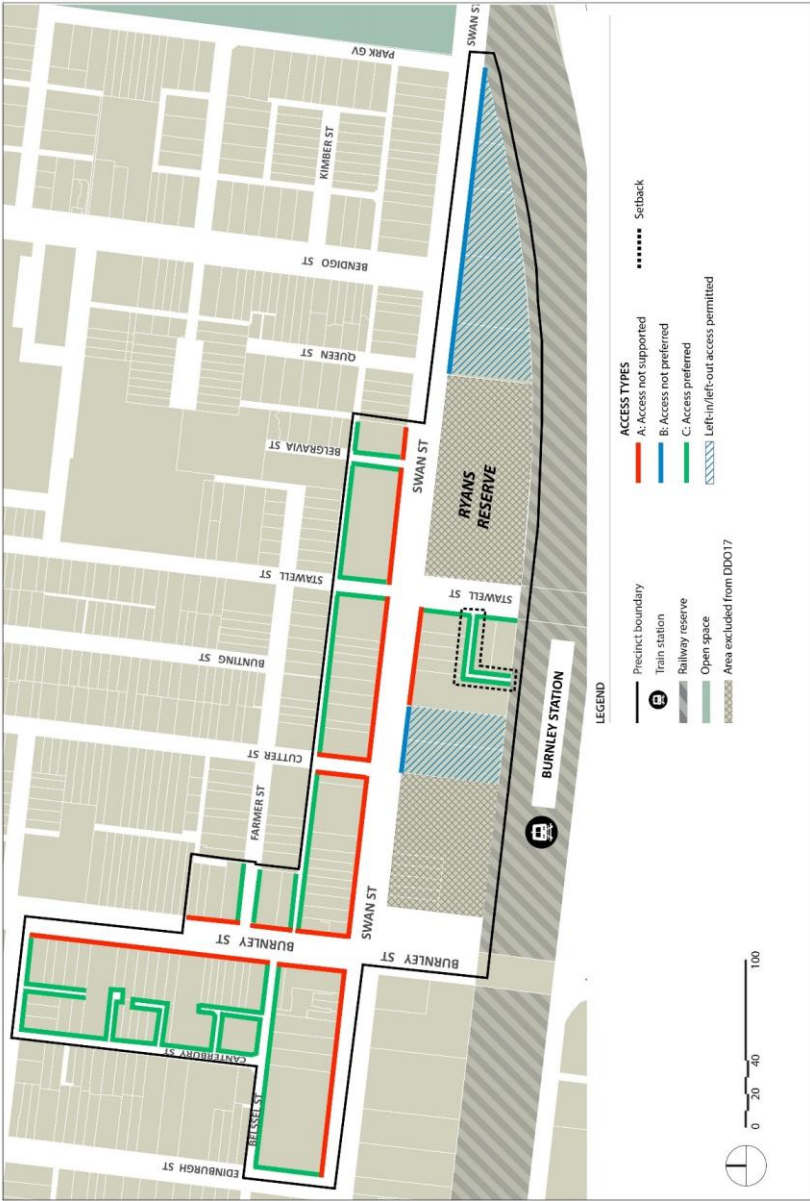 SWAN ST
PARK GV
KIMBER ST
BENDIGO ST
QUEEN ST
BELGRAVIA ST
SWAN ST
RYANS
RESERVE
STAWELL ST
STAWELL ST
BUNTING ST
CUTTER ST
FARMER ST
BURNLEY STATION
SWAN ST
BURNLEY ST
BURNLEY ST
CANTERBURY ST
ST
EDINBURGH ST
LEGEND
Precinct boundary
Train station
Railway reserve
Open space
Area excluded from DDO17
ACCESS TYPES
A: Access not supported
B: Access not preferred
C: Access preferred
Left-in/left-out access permitted
Setback
0 20 40 100